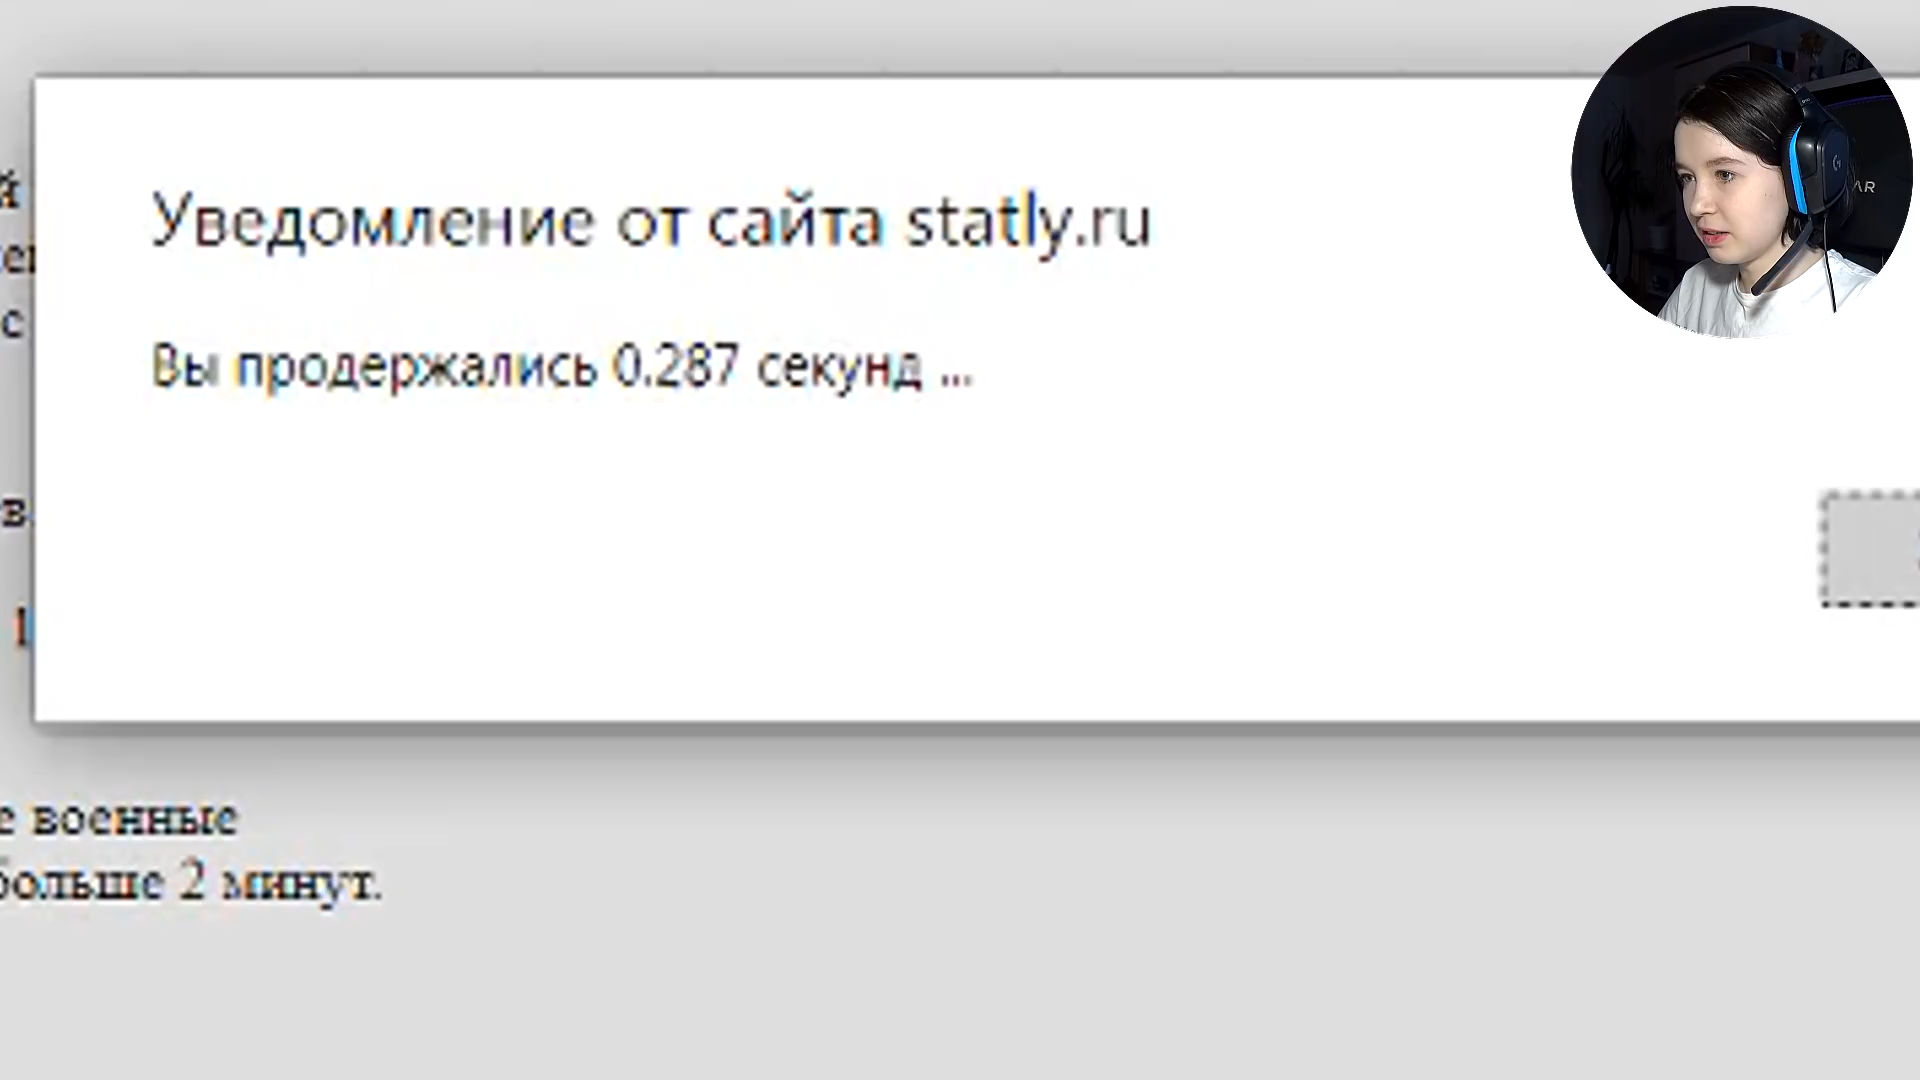 Уведомление от сайта statly.ru
Вы продержались 0.287 секунд ...
е военные
больше 2 минут.